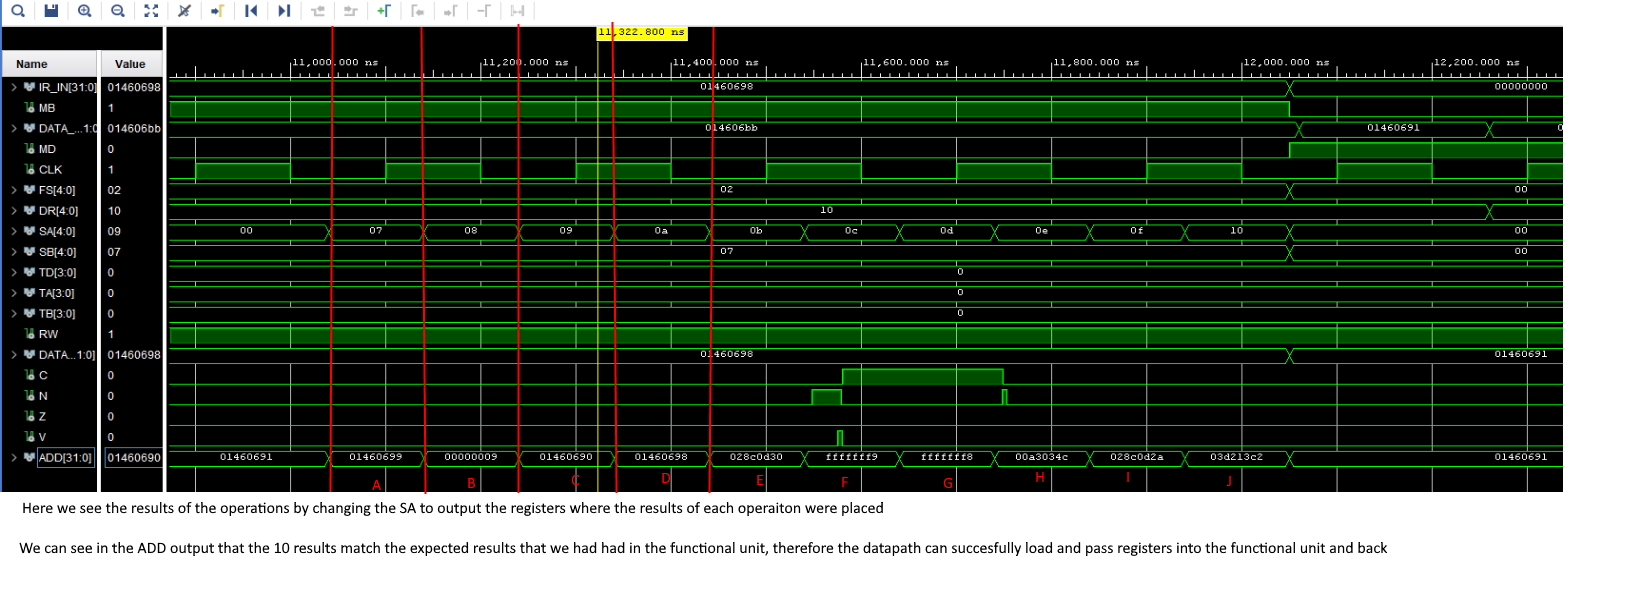 11,322.800 ns
Name Value 11,000.000 ns 11,200.000 ns 11,400.000 ns 11,600.000 ns 11,800.000 ns 12,000.000 ns 12,200.000 ns
IR_IN[31:0] 01460698 01460698 00000000
MB 1
DATA_...1:0 014606bb 014606bb 01460691 0
MD 0
CLK 1
FS[4:0] 02 02 00
DR[4:0] 10 10
SA[4:0] 09 00 07 08 09 0a 0b 0c 0d 0e 0f 10 00
SB[4:0] 07 07 00
TD[3:0] 0 0
TA[3:0] 0 0
TB[3:0] 0 0
RW 1
DATA...1:0] 01460698 01460698 01460691
C 0
N 0
Z 0
V 0
ADD[31:0] 01460690 01460691 01460699 00000009 01460690 01460698 028c0d30 fffffff9 fffffff8 00a3034c 028c0d2a 03d213c2 01460691
A B C D E F G H I J
Here we see the results of the operations by changing the SA to output the registers where the results of each operaiton were placed
We can see in the ADD output that the 10 results match the expected results that we had had in the functional unit, therefore the datapath can succesfully load and pass registers into the functional unit and back